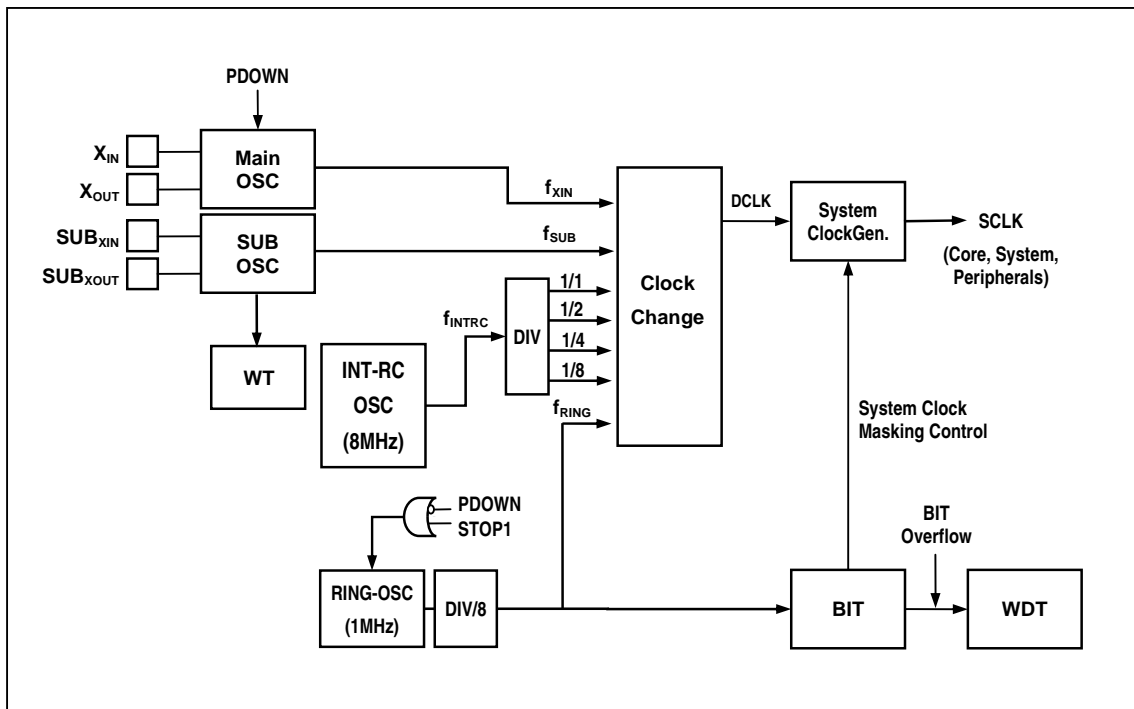 PDOWN
XIN
XOUT
Main
OSC
SUBXIN
SUBXOUT
SUB
OSC
WT
fXIN
fSUB
fINTRC
DIV
1/1
1/2
1/4
1/8
INT-RC
OSC
(8MHz)
fRING
Clock
Change
DCLK
System
ClockGen.
SCLK
(Core, System,
Peripherals)
System Clock
Masking Control
PDOWN
STOP1
RING-OSC
(1MHz)
DIV/8
BIT
BIT
Overflow
WDT